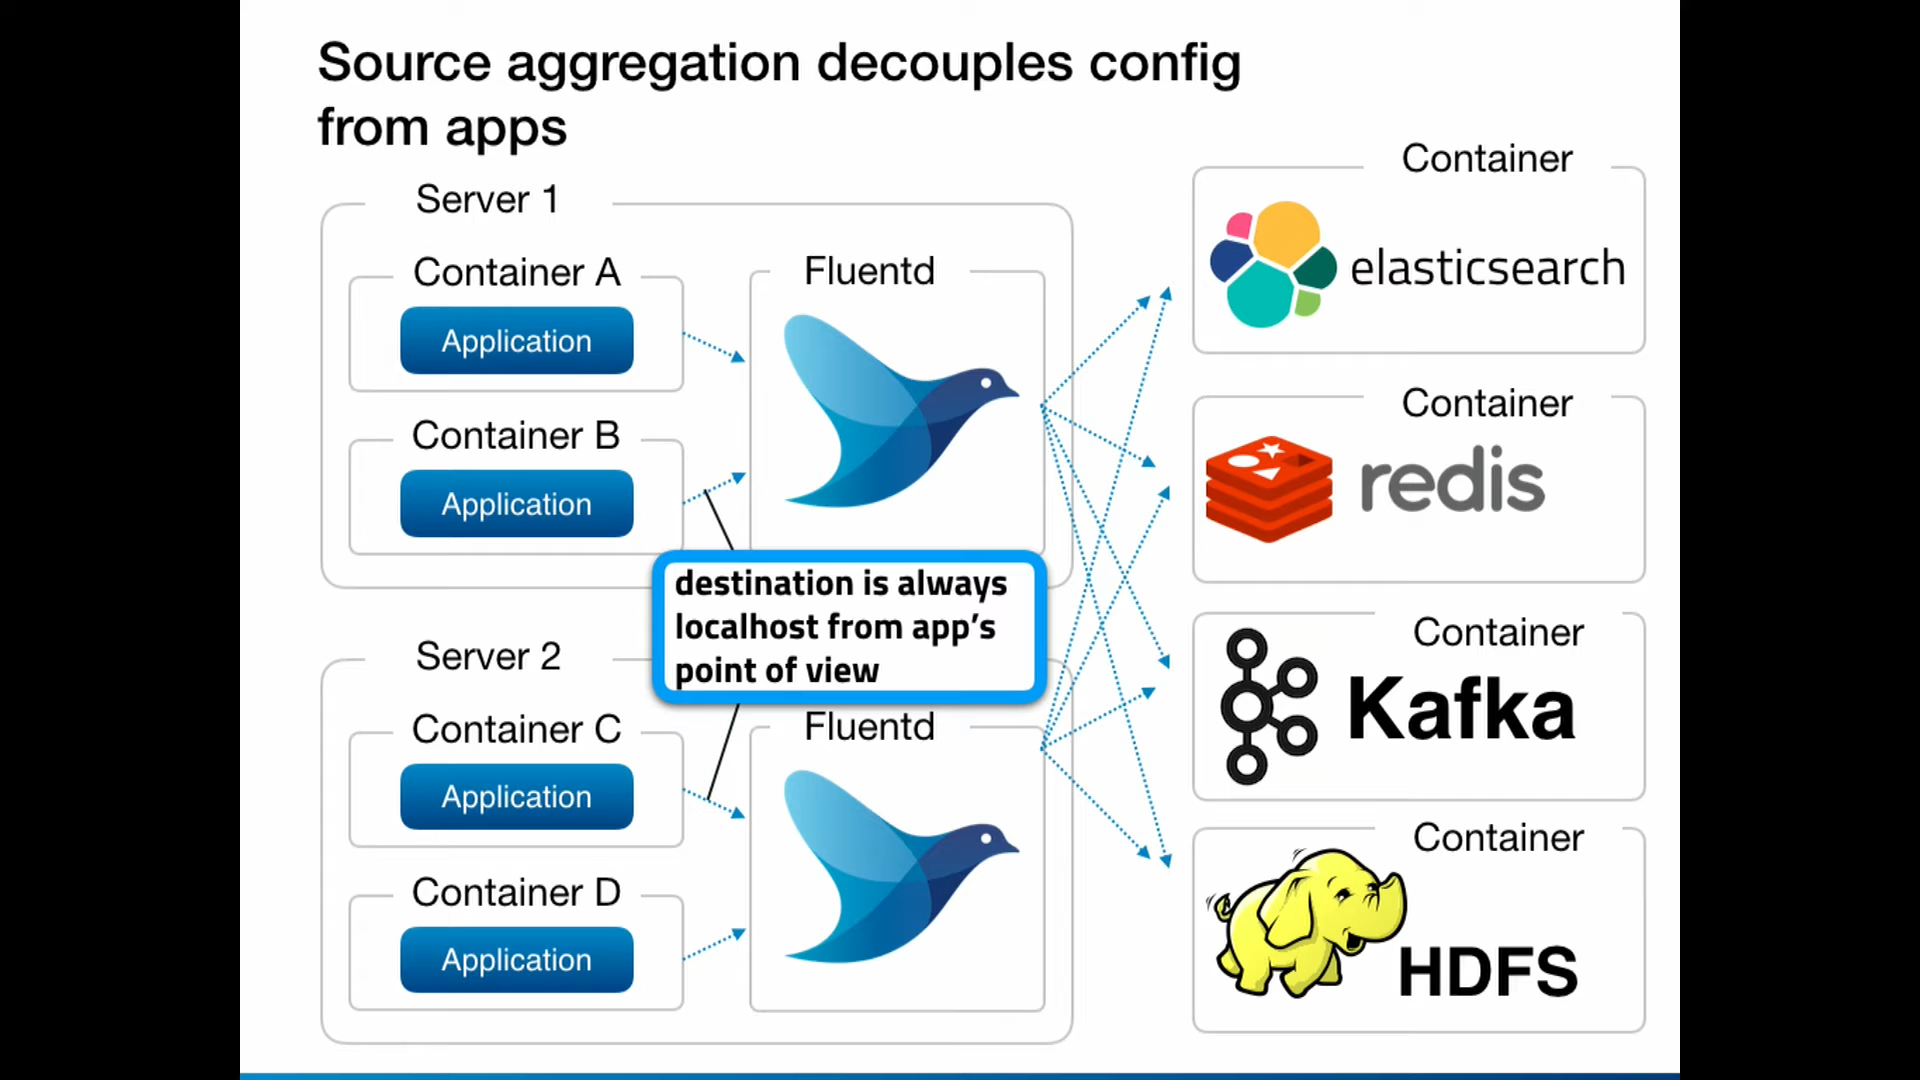 Source aggregation decouples config
from apps
Server 1
Container A
Application
Container B
Application
Fluentd
destination is always
localhost from app's
point of view
Server 2
Container C
Application
Container D
Application
Fluentd
Container
elasticsearch
Container
redis
Container
Kafka
Container
HDFS